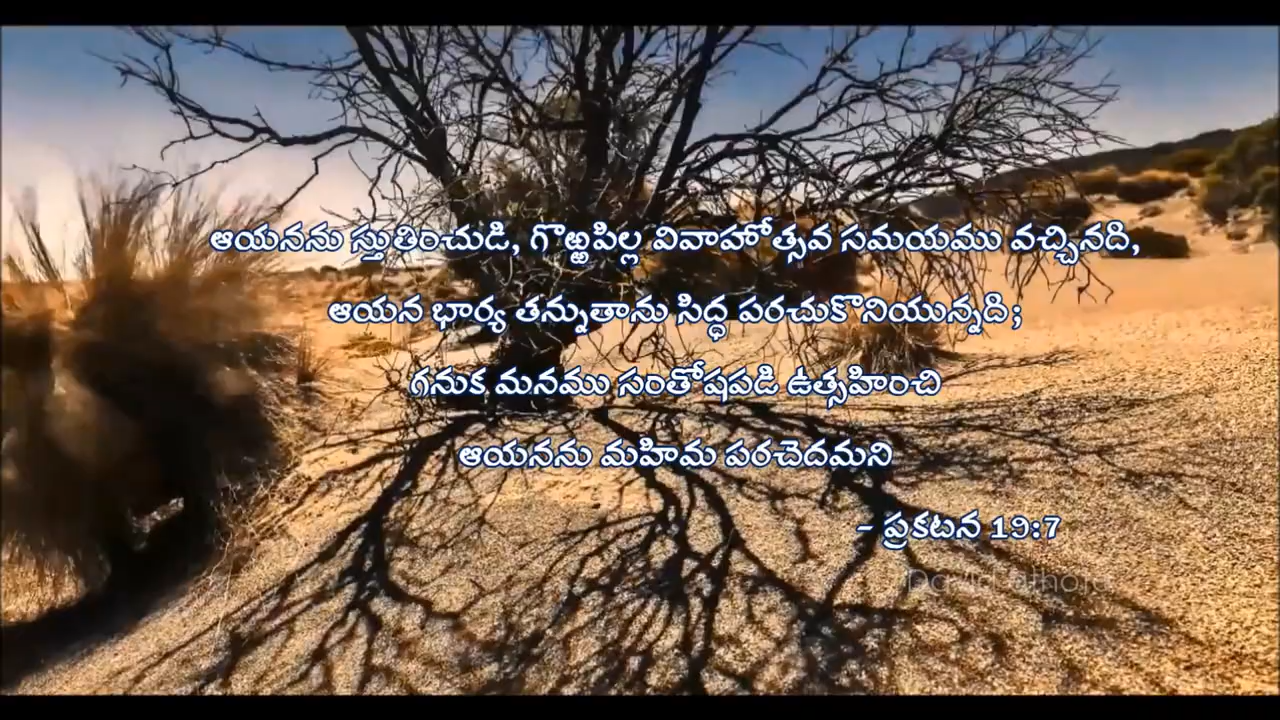 ఆయనను స్తుతించుడి, గొఱ్ఱపిల్ల వివాహోత్సవ సమయము వచ్చినది,
ఆయన భార్య తన్నుతాను సిద్ధ పరచుకొనియున్నది;
గనుక మనము సంతోషపడి ఉత్సహించి
ఆయనను మహిమ పరచెదమని
- ప్రకటన 19:7